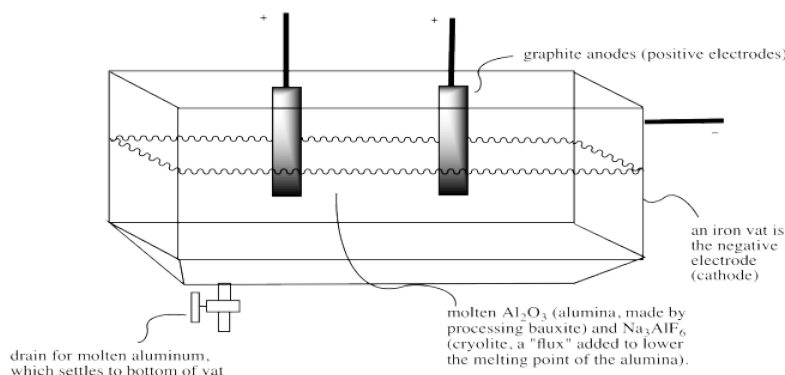 +
+
graphite anodes (positive electrodes)
−
an iron vat is
the negative
electrode
(cathode)
molten Al₂O₃ (alumina, made by
processing bauxite) and Na₃AlF₆
(cryolite, a "flux" added to lower
the melting point of the alumina).
drain for molten aluminum,
which settles to bottom of vat